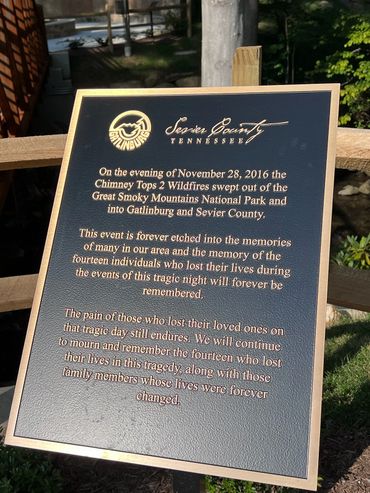 GATLINBURG
Sevier County
TENNESSEE
On the evening of November 28, 2016 the
Chimney Tops 2 Wildfires swept out of the
Great Smoky Mountains National Park and
into Gatlinburg and Sevier County.
This event is forever etched into the memories
of many in our area and the memory of the
fourteen individuals who lost their lives during
the events of this tragic night will forever be
remembered.
The pain of those who lost their loved ones on
that tragic day still endures. We will continue
to mourn and remember the fourteen who lost
their lives in this tragedy, along with those
family members whose lives were forever
changed.